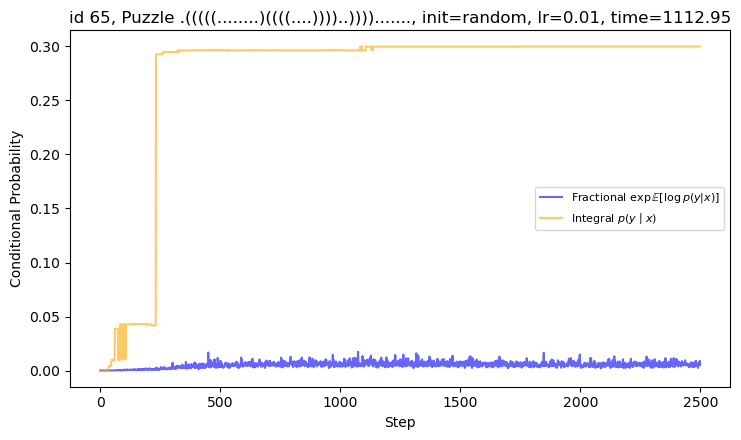 id 65, Puzzle .(((((........)((((....))))..))))......., init=random, lr=0.01, time=1112.95
0.30
0.25
0.20
0.15
0.10
0.05
0.00
Conditional Probability
Fractional exp𝔼[log p(y|x)]
Integral p(y | x)
0 500 1000 1500 2000 2500
Step